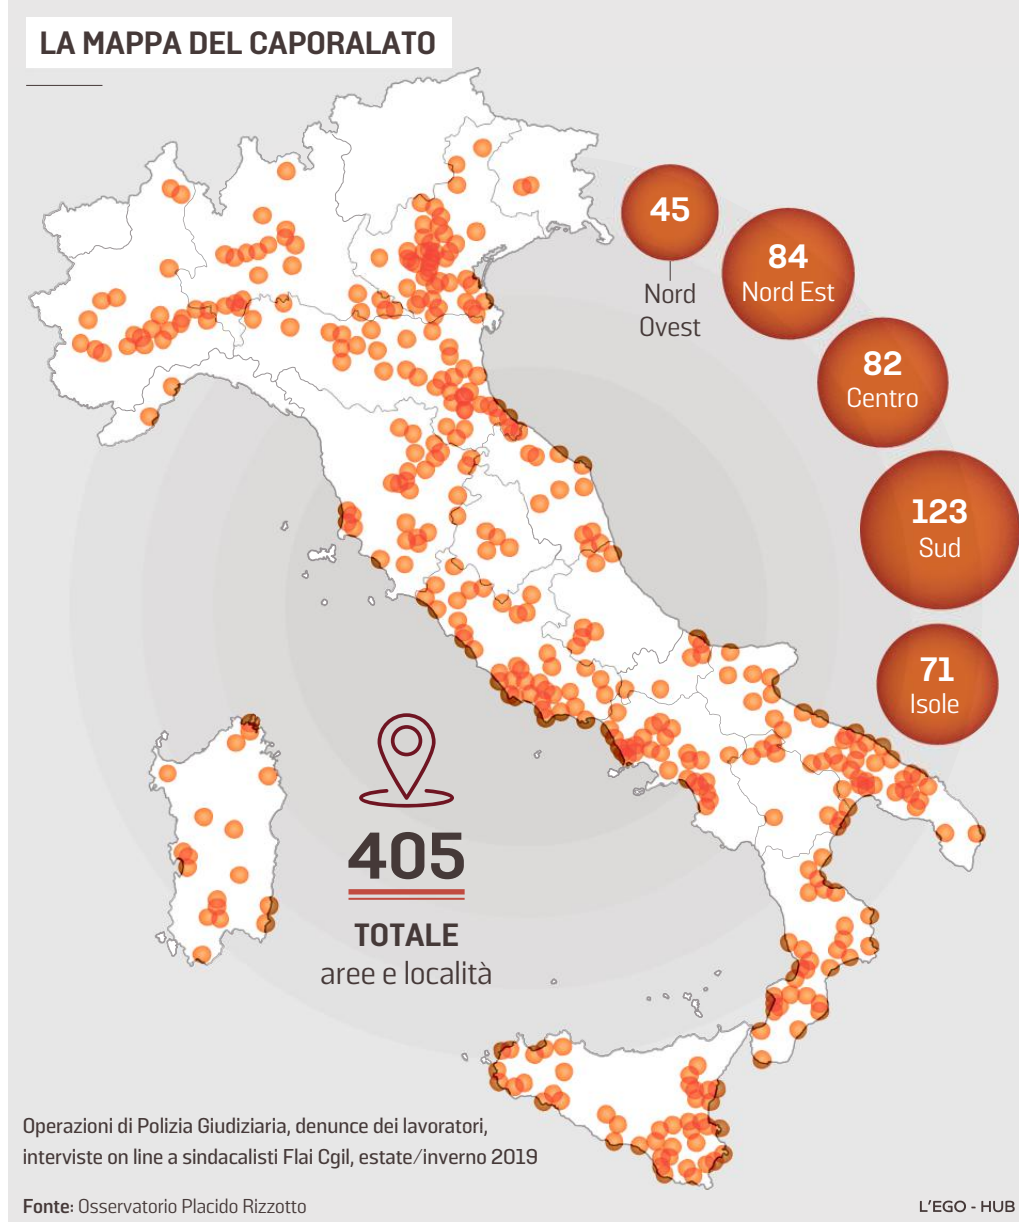 LA MAPPA DEL CAPORALATO
45
Nord
Ovest
84
Nord Est
82
Centro
123
Sud
71
Isole
405
TOTALE
aree e località
Operazioni di Polizia Giudiziaria, denunce dei lavoratori,
interviste on line a sindacalisti Flai Cgil, estate/inverno 2019
Fonte: Osservatorio Placido Rizzotto
L'EGO - HUB